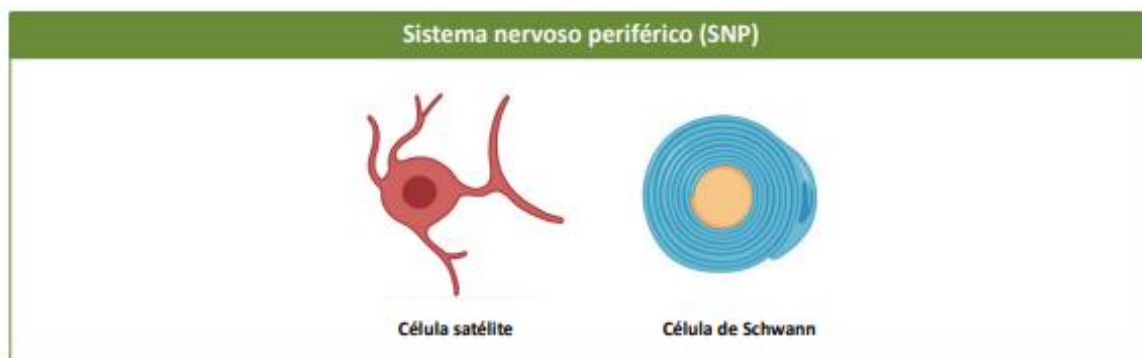 Sistema nervoso periférico (SNP)
Célula satélite
Célula de Schwann